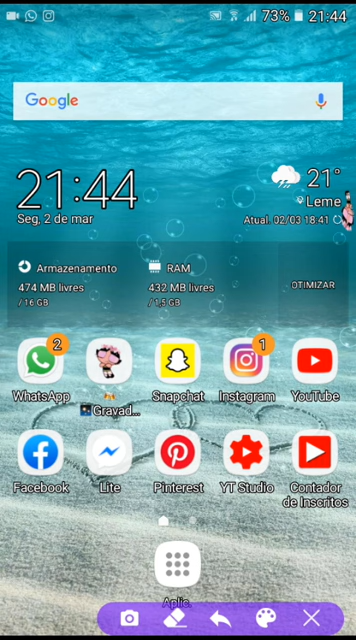 73% 21:44
Google
21:44
Seg, 2 de mar
21°
Leme
Atual. 02/03 18:41
Armazenamento
474 MB livres
/ 16 GB
RAM
432 MB livres
/ 1,5 GB
OTIMIZAR
2
1
WhatsApp
Gravad...
Snapchat
Instagram
YouTube
Facebook
Lite
Pinterest
YT Studio
Contador
de Inscritos
Aplic.